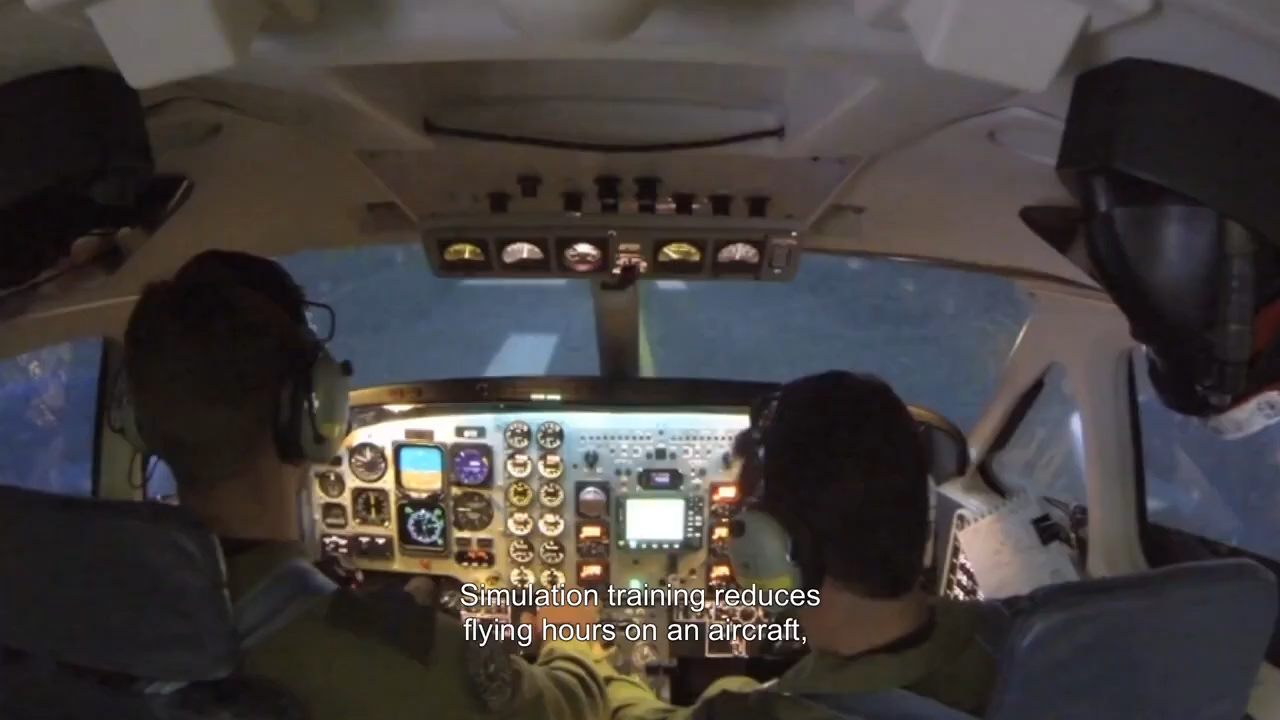 Simulation training reduces
flying hours on an aircraft,